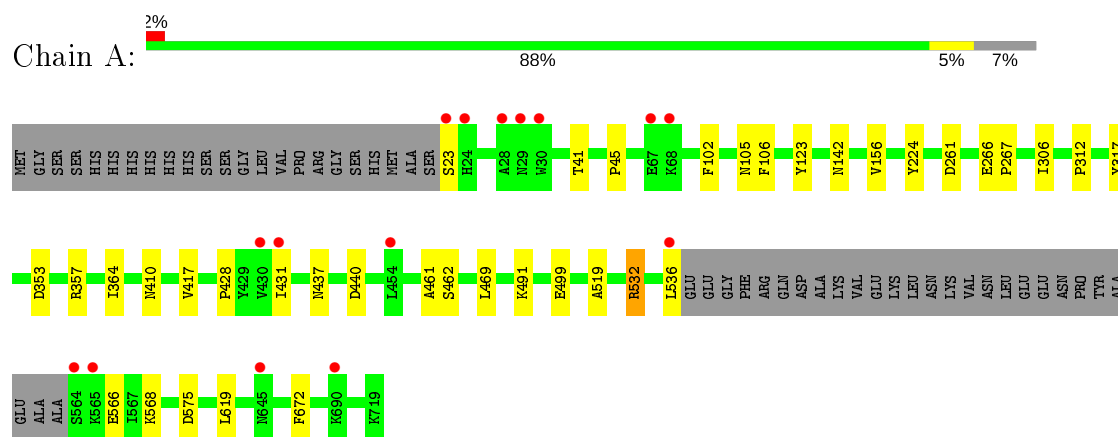 2%
Chain A:
88% 5% 7%
MET GLY SER SER HIS HIS HIS HIS HIS HIS SER SER GLY LEU VAL PRO ARG GLY SER HIS MET ALA SER S23 H24 A28 N29 W30 T41 P45 E67 K68 F102 N105 F106 Y123 N142 V156 Y224 D261 E266 P267 I306 P312 Y317
D353 R357 I364 N410 V417 P428 Y429 V430 I431 N437 D440 L454 A461 S462 L469 K491 E499 A519 R532 L536 GLU GLU GLY PHE ARG GLN ASP ALA LYS VAL GLU LYS LEU ASN LYS VAL ASN LEU GLU GLU ASN PRO TYR ALA
GLU ALA ALA S564 K565 E566 I567 K568 D575 L619 N645 F672 K690 K719